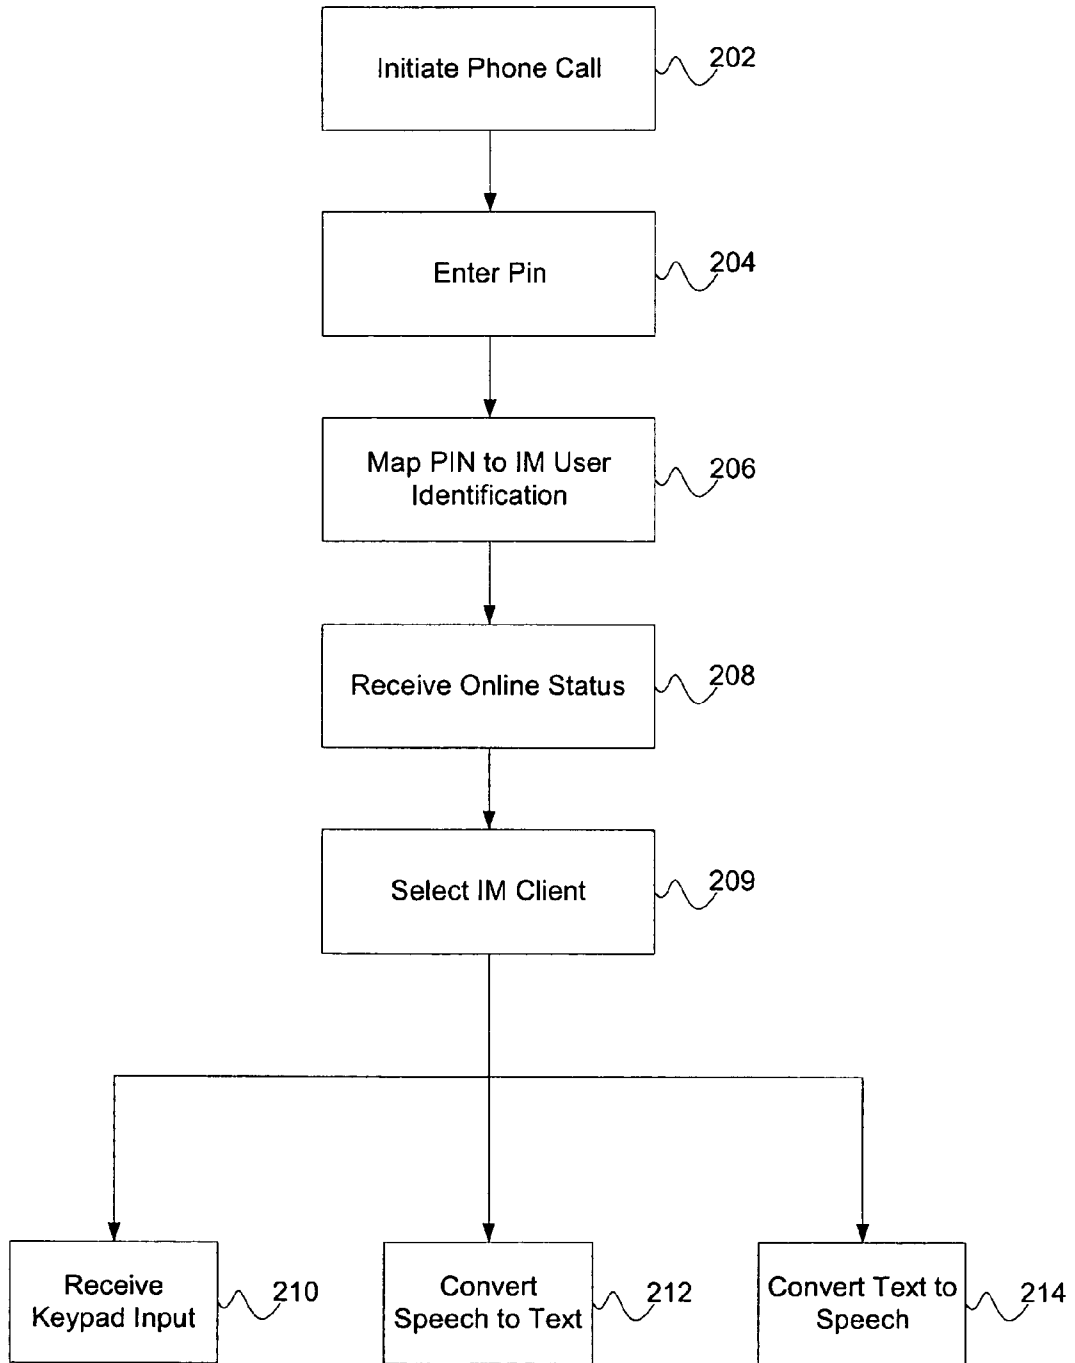 Initiate Phone Call
202
Enter Pin
204
Map PIN to IM User
Identification
206
Receive Online Status
208
Select IM Client
209
Receive
Keypad Input
210
Convert
Speech to Text
212
Convert Text to
Speech
214